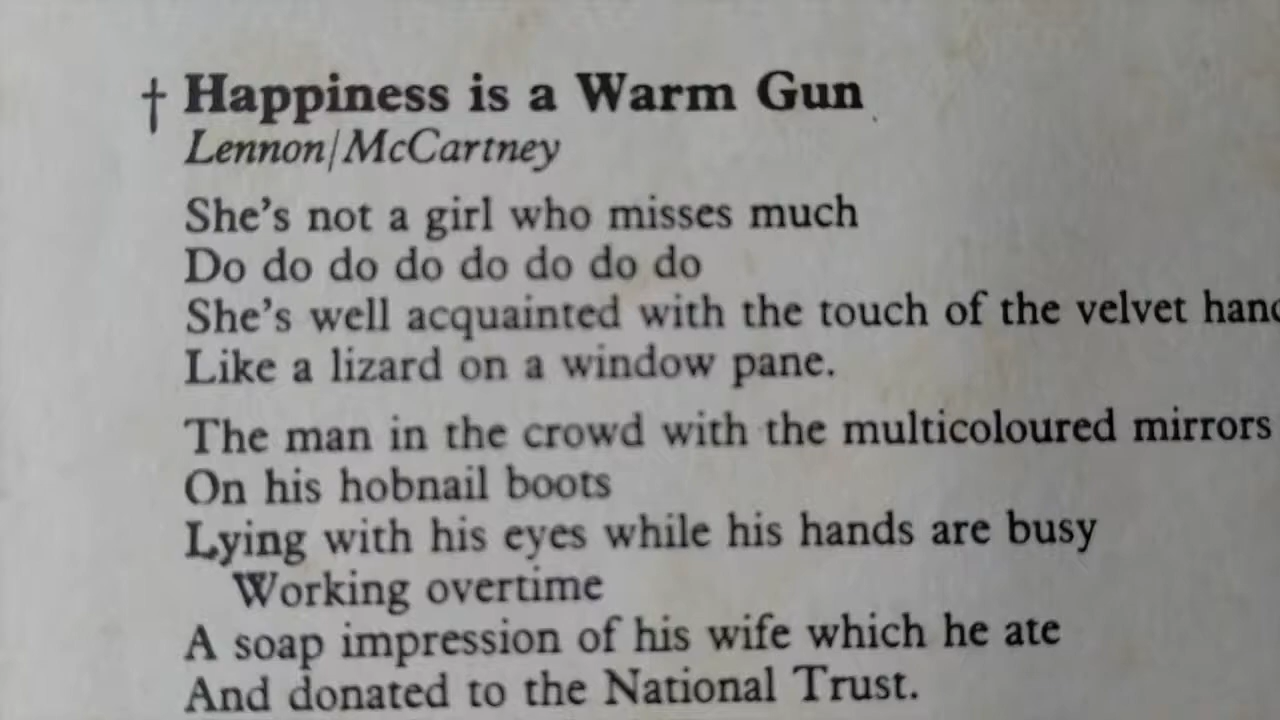 † Happiness is a Warm Gun
Lennon/McCartney
She's not a girl who misses much
Do do do do do do do do
She's well acquainted with the touch of the velvet
Like a lizard on a window pane.
The man in the crowd with the multicoloured mirrors
On his hobnail boots
Lying with his eyes while his hands are busy
Working overtime
A soap impression of his wife which he ate
And donated to the National Trust.